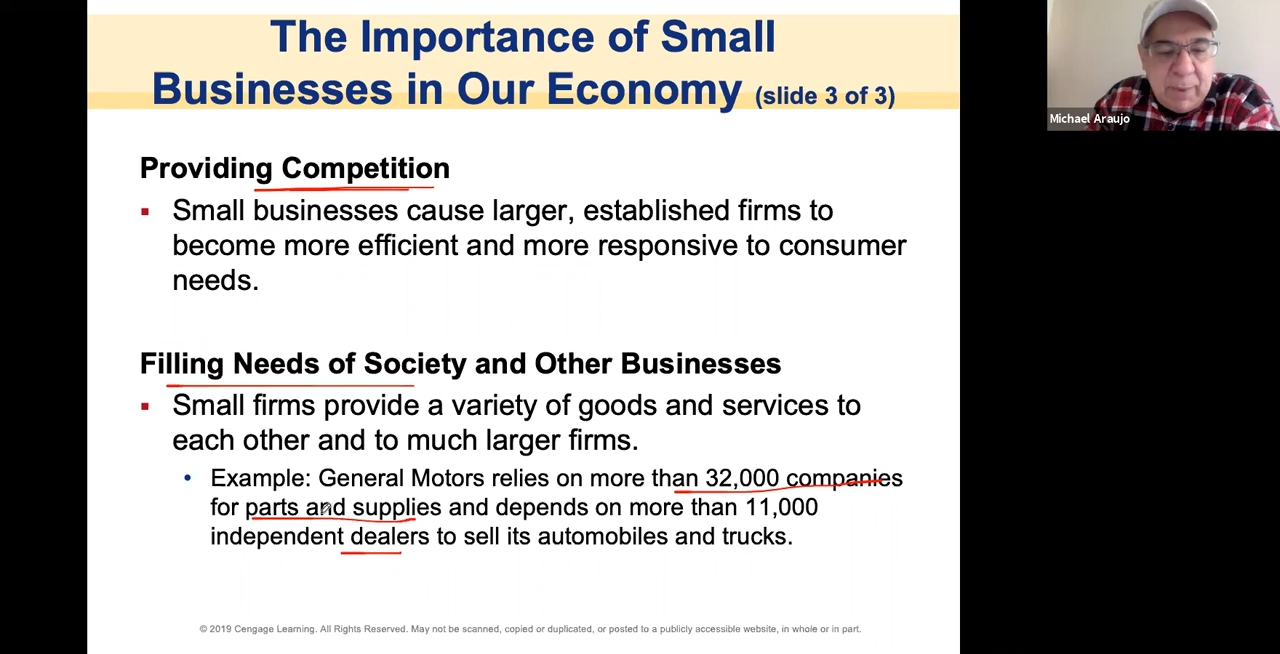 The Importance of Small
Businesses in Our Economy (slide 3 of 3)
Michael Araujo
Providing Competition
▪ Small businesses cause larger, established firms to
become more efficient and more responsive to consumer
needs.
Filling Needs of Society and Other Businesses
▪ Small firms provide a variety of goods and services to
each other and to much larger firms.
• Example: General Motors relies on more than 32,000 companies
for parts and supplies and depends on more than 11,000
independent dealers to sell its automobiles and trucks.
© 2019 Cengage Learning. All Rights Reserved. May not be scanned, copied or duplicated, or posted to a publicly accessible website, in whole or in part.